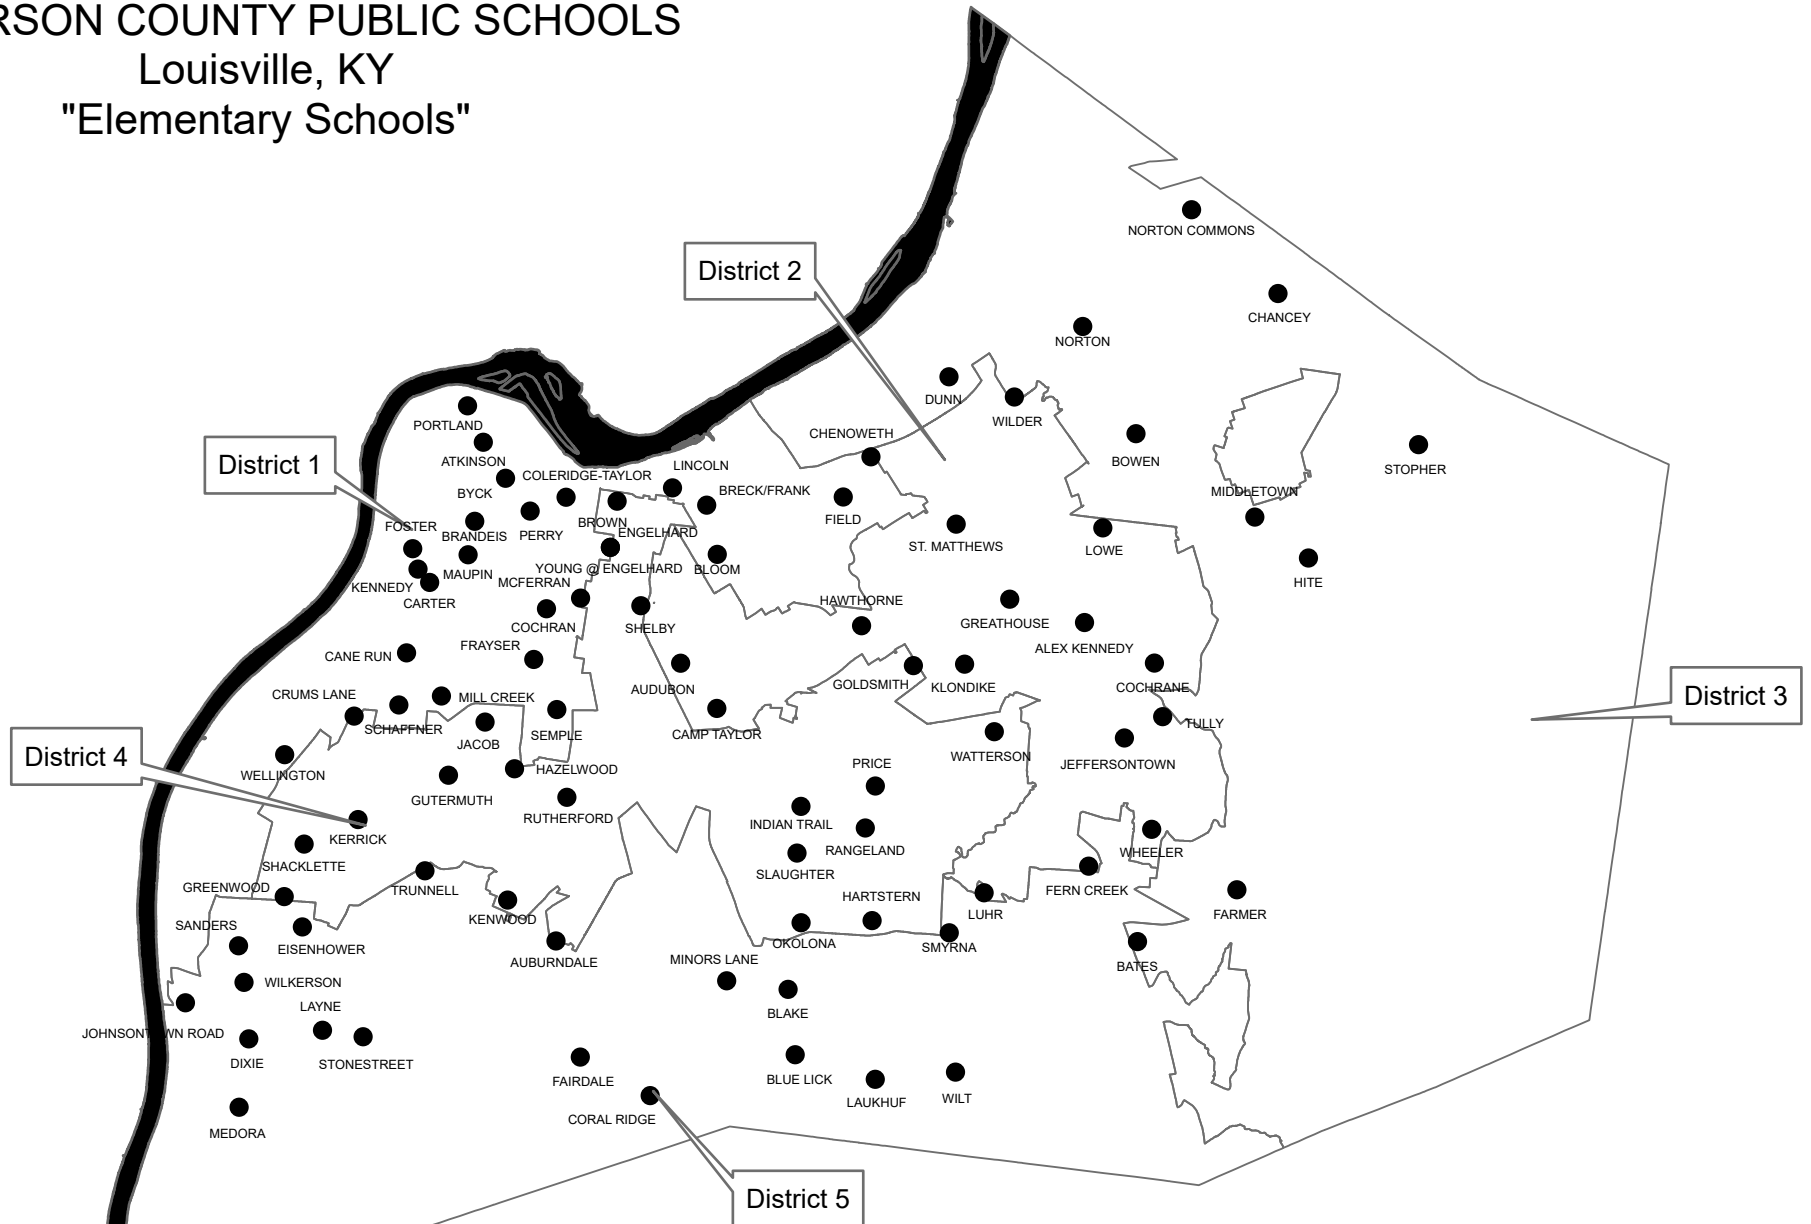 RSON COUNTY PUBLIC SCHOOLS
Louisville, KY
"Elementary Schools"
NORTON COMMONS
District 2
CHANCEY
NORTON
DUNN
WILDER
PORTLAND
CHENOWETH
District 1
ATKINSON
COLERIDGE-TAYLOR
LINCOLN
BOWEN
STOPHER
BYCK
BRECK/FRANK
MIDDLETOWN
FOSTER
BRANDEIS
PERRY
BROWN
ENGELHARD
FIELD
ST. MATTHEWS
LOWE
MAUPIN
YOUNG @ ENGELHARD
BLOOM
KENNEDY
MCFERRAN
HITE
CARTER
HAWTHORNE
COCHRAN
SHELBY
GREATHOUSE
FRAYSER
ALEX KENNEDY
CANE RUN
CRUMS LANE
MILL CREEK
AUDUBON
GOLDSMITH
KLONDIKE
COCHRANE
District 3
SCHAFFNER
JACOB
SEMPLE
CAMP TAYLOR
TULLY
District 4
WELLINGTON
HAZELWOOD
PRICE
WATTERSON
JEFFERSONTOWN
GUTERMUTH
RUTHERFORD
INDIAN TRAIL
KERRICK
RANGELAND
WHEELER
SHACKLETTE
SLAUGHTER
GREENWOOD
TRUNNELL
HARTSTERN
FERN CREEK
SANDERS
KENWOOD
LUHR
FARMER
EISENHOWER
OKOLONA
SMYRNA
AUBURNDALE
MINORS LANE
BATES
WILKERSON
LAYNE
BLAKE
JOHNSONTOWN ROAD
DIXIE
STONESTREET
FAIRDALE
BLUE LICK
LAUKHUF
WILT
CORAL RIDGE
MEDORA
District 5